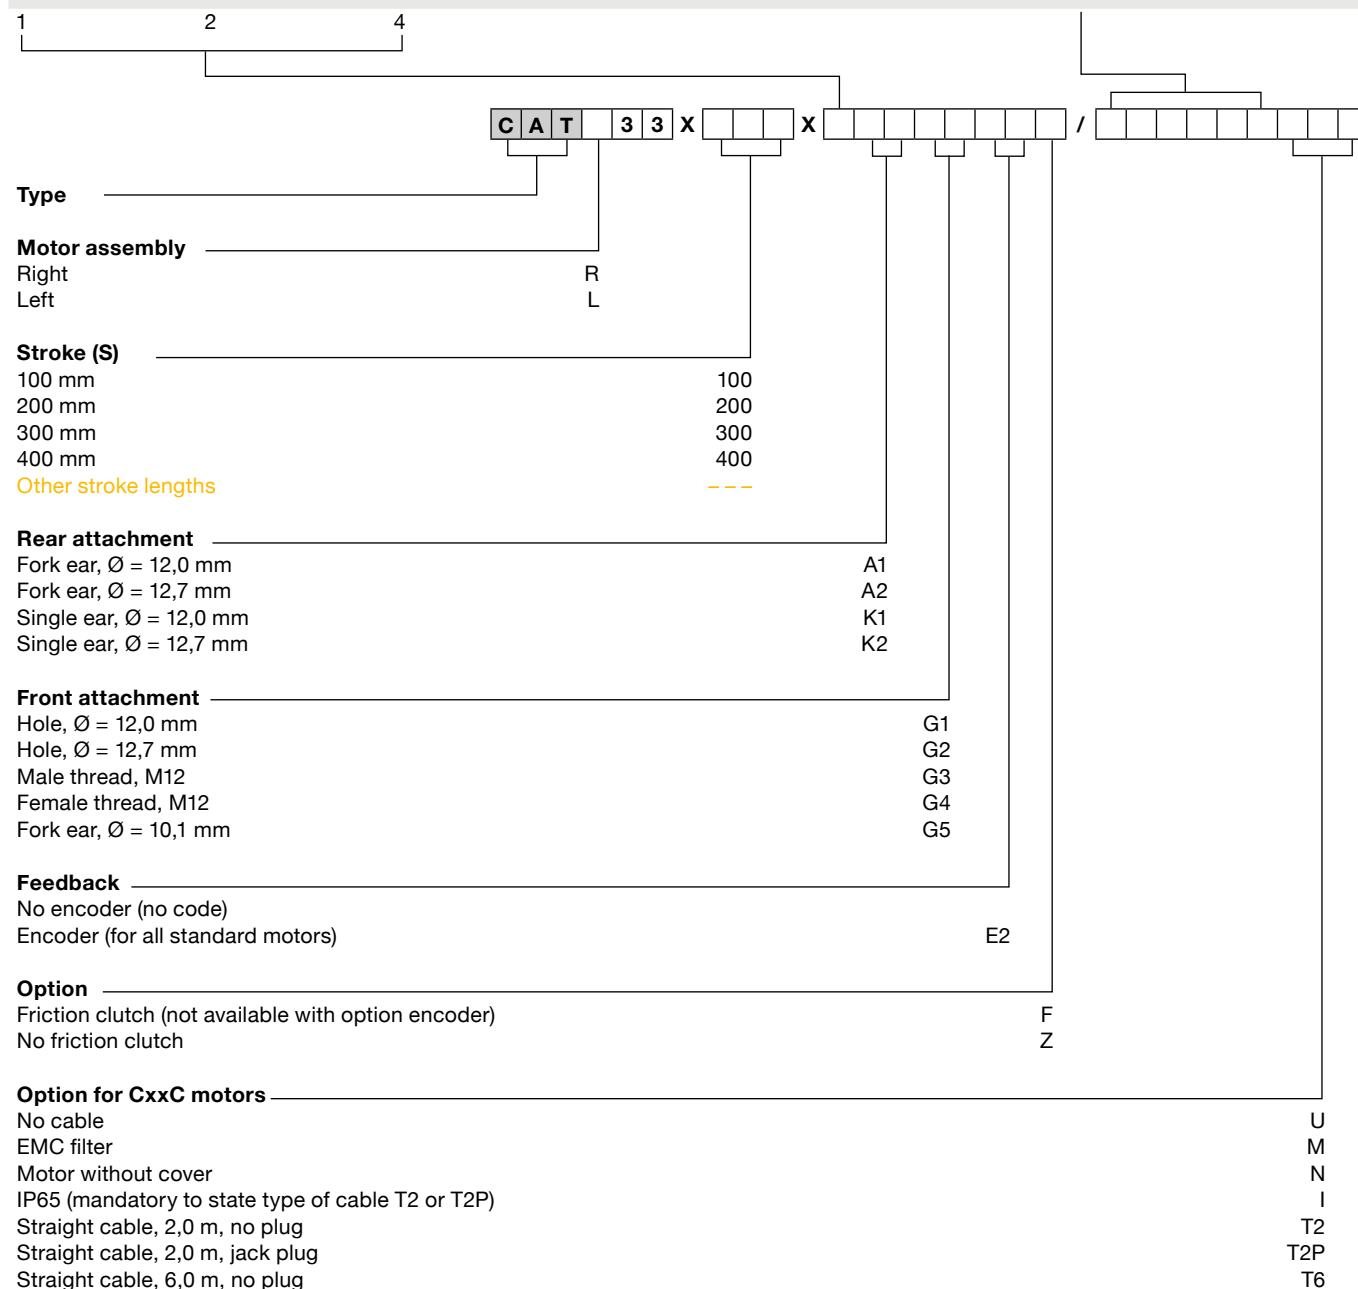 1 2 4
C A T 3 3 X X /
Type
Motor assembly
Right R
Left L
Stroke (S)
100 mm 100
200 mm 200
300 mm 300
400 mm 400
Other stroke lengths – – –
Rear attachment
Fork ear, Ø = 12,0 mm A1
Fork ear, Ø = 12,7 mm A2
Single ear, Ø = 12,0 mm K1
Single ear, Ø = 12,7 mm K2
Front attachment
Hole, Ø = 12,0 mm G1
Hole, Ø = 12,7 mm G2
Male thread, M12 G3
Female thread, M12 G4
Fork ear, Ø = 10,1 mm G5
Feedback
No encoder (no code)
Encoder (for all standard motors) E2
Option
Friction clutch (not available with option encoder) F
No friction clutch Z
Option for CxxC motors
No cable U
EMC filter M
Motor without cover N
IP65 (mandatory to state type of cable T2 or T2P) I
Straight cable, 2,0 m, no plug T2
Straight cable, 2,0 m, jack plug T2P
Straight cable, 6,0 m, no plug T6